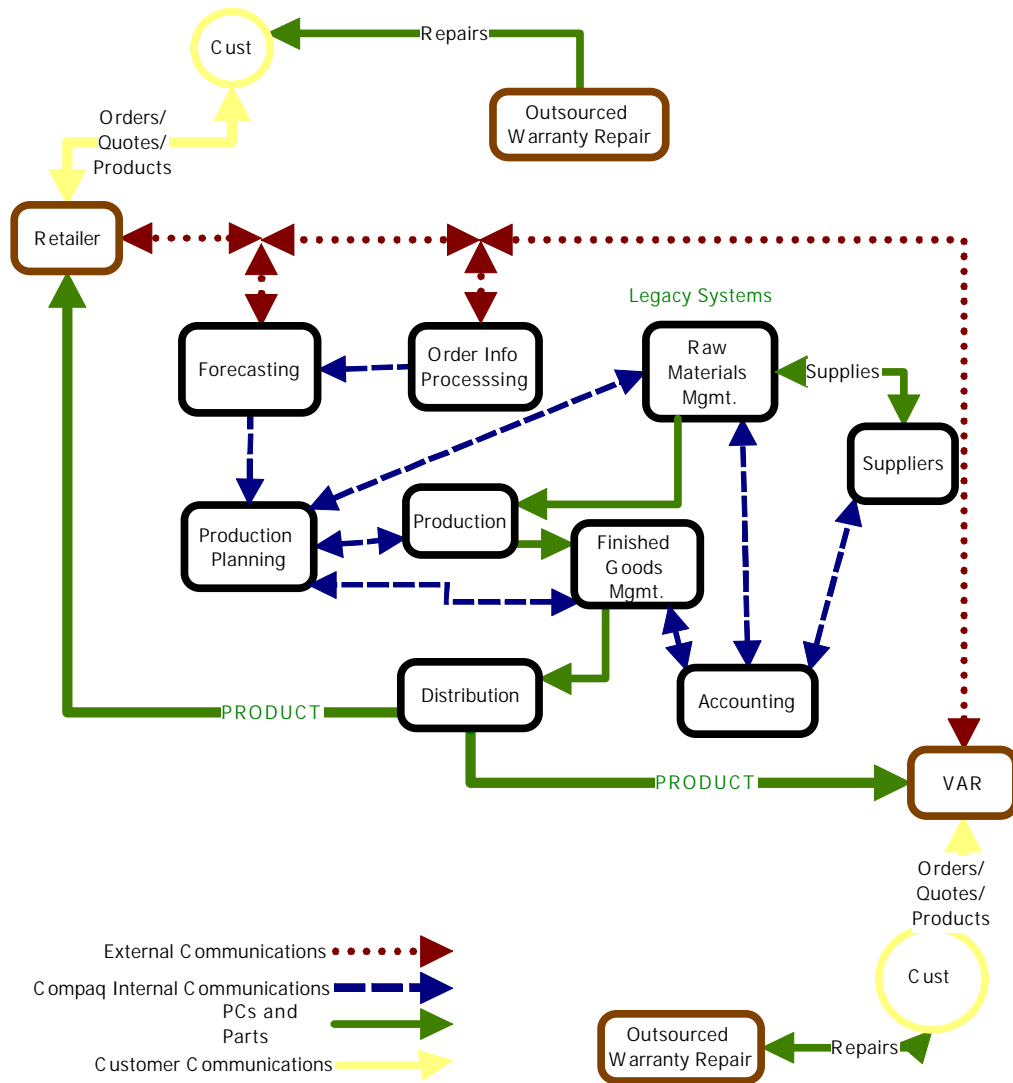 Cust
Repairs
Outsourced
Warranty Repair
Orders/
Quotes/
Products
Retailer
Legacy Systems
Forecasting
Order Info
Processsing
Raw
Materials
Mgmt.
Supplies
Suppliers
Production
Planning
Production
Finished
Goods
Mgmt.
Distribution
Accounting
PRODUCT
PRODUCT
VAR
Orders/
Quotes/
Products
Cust
External Communications
Compaq Internal Communications
PCs and
Parts
Customer Communications
Outsourced
Warranty Repair
Repairs